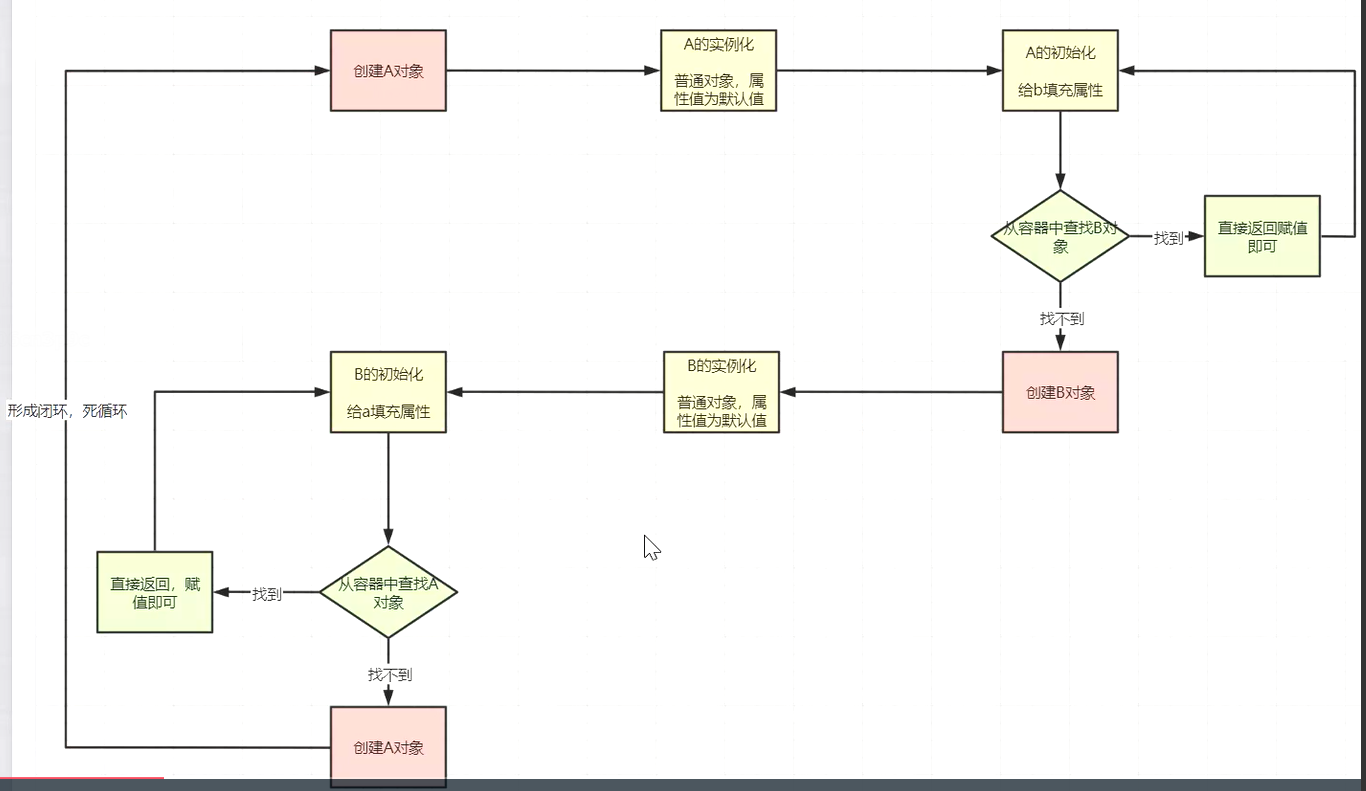 创建A对象
A的实例化
普通对象，属
性值为默认值
A的初始化
给b填充属性
从容器中查找B对
象
找到
直接返回赋值
即可
找不到
创建B对象
B的实例化
普通对象，属
性值为默认值
B的初始化
给a填充属性
形成闭环，死循环
从容器中查找A
对象
找到
直接返回，赋
值即可
找不到
创建A对象